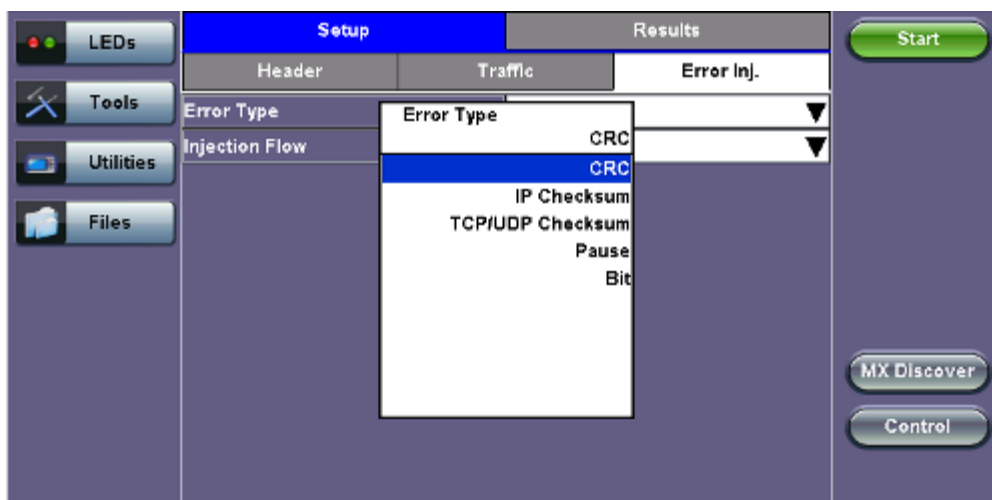 LEDs
Tools
Utilities
Files
Setup
Results
Header
Traffic
Error Inj.
Error Type
Injection Flow
Error Type
CRC
CRC
IP Checksum
TCP/UDP Checksum
Pause
Bit
Start
MX Discover
Control